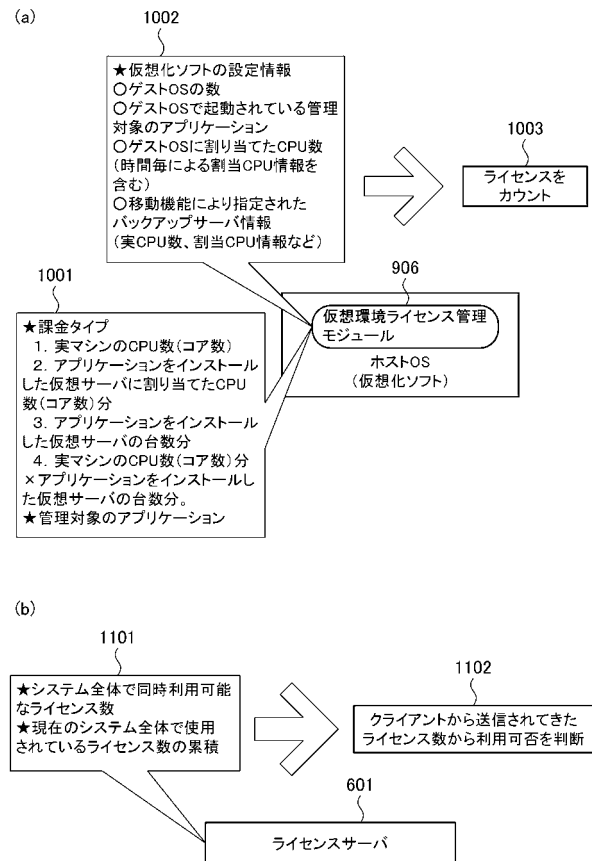 (a)
1002
★仮想化ソフトの設定情報
○ゲストOSの数
○ゲストOSで起動されている管理
対象のアプリケーション
○ゲストOSに割り当てたCPU数
(時間毎による割当CPU情報を
含む)
○移動機能により指定された
バックアップサーバ情報
(実CPU数、割当CPU情報など)
1003
ライセンスを
カウント
1001
★課金タイプ
1. 実マシンのCPU数(コア数)
2. アプリケーションをインストール
した仮想サーバに割り当てたCPU
数(コア数)分
3. アプリケーションをインストール
した仮想サーバの台数分
4. 実マシンのCPU数(コア数)分
×アプリケーションをインストールし
た仮想サーバの台数分。
★管理対象のアプリケーション
906
仮想環境ライセンス管理
モジュール
ホストOS
(仮想化ソフト)
(b)
1101
★システム全体で同時利用可能
なライセンス数
★現在のシステム全体で使用
されているライセンス数の累積
1102
クライアントから送信されてきた
ライセンス数から利用可否を判断
601
ライセンスサーバ